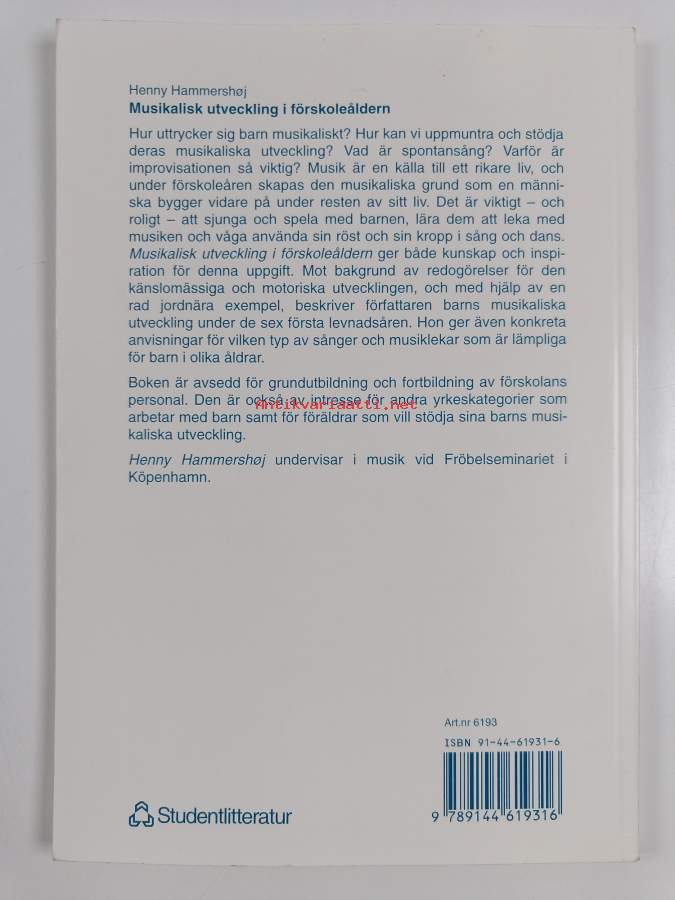 Henny Hammershøj
Musikalisk utveckling i förskoleåldern
Hur uttrycker sig barn musikaliskt? Hur kan vi uppmuntra och stödja
deras musikaliska utveckling? Vad är spontansång? Varför är
improvisationen så viktig? Musik är en källa till ett rikare liv, och
under förskoleåren skapas den musikaliska grund som en männi-
ska bygger vidare på under resten av sitt liv. Det är viktigt – och
roligt – att sjunga och spela med barnen, lära dem att leka med
musiken och våga använda sin röst och sin kropp i sång och dans.
Musikalisk utveckling i förskoleåldern ger både kunskap och inspi-
ration för denna uppgift. Mot bakgrund av redogörelser för den
känslomässiga och motoriska utvecklingen, och med hjälp av en
rad jordnära exempel, beskriver författaren barns musikaliska
utveckling under de sex första levnadsåren. Hon ger även konkreta
anvisningar för vilken typ av sånger och musiklekar som är lämpliga
för barn i olika åldrar.
Boken är avsedd för grundutbildning och fortbildning av förskolans
personal. Den är också av intresse för andra yrkeskategorier som
Antikvariaatti.net
arbetar med barn samt för föräldrar som vill stödja sina barns musi-
kaliska utveckling.
Henny Hammershøj undervisar i musik vid Fröbelseminariet i
Köpenhamn.
Art.nr 6193
ISBN 91-44-61931-6
9 789144 619316
Studentlitteratur